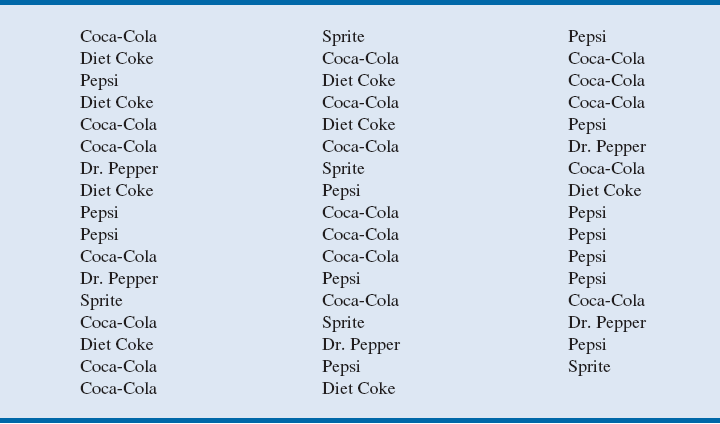 Coca-Cola Sprite Pepsi
Diet Coke Coca-Cola Coca-Cola
Pepsi Diet Coke Coca-Cola
Diet Coke Coca-Cola Coca-Cola
Coca-Cola Diet Coke Pepsi
Coca-Cola Coca-Cola Dr. Pepper
Dr. Pepper Sprite Coca-Cola
Diet Coke Pepsi Diet Coke
Pepsi Coca-Cola Pepsi
Pepsi Coca-Cola Pepsi
Coca-Cola Coca-Cola Pepsi
Dr. Pepper Pepsi Pepsi
Sprite Coca-Cola Coca-Cola
Coca-Cola Sprite Dr. Pepper
Diet Coke Dr. Pepper Pepsi
Coca-Cola Pepsi Sprite
Coca-Cola Diet Coke